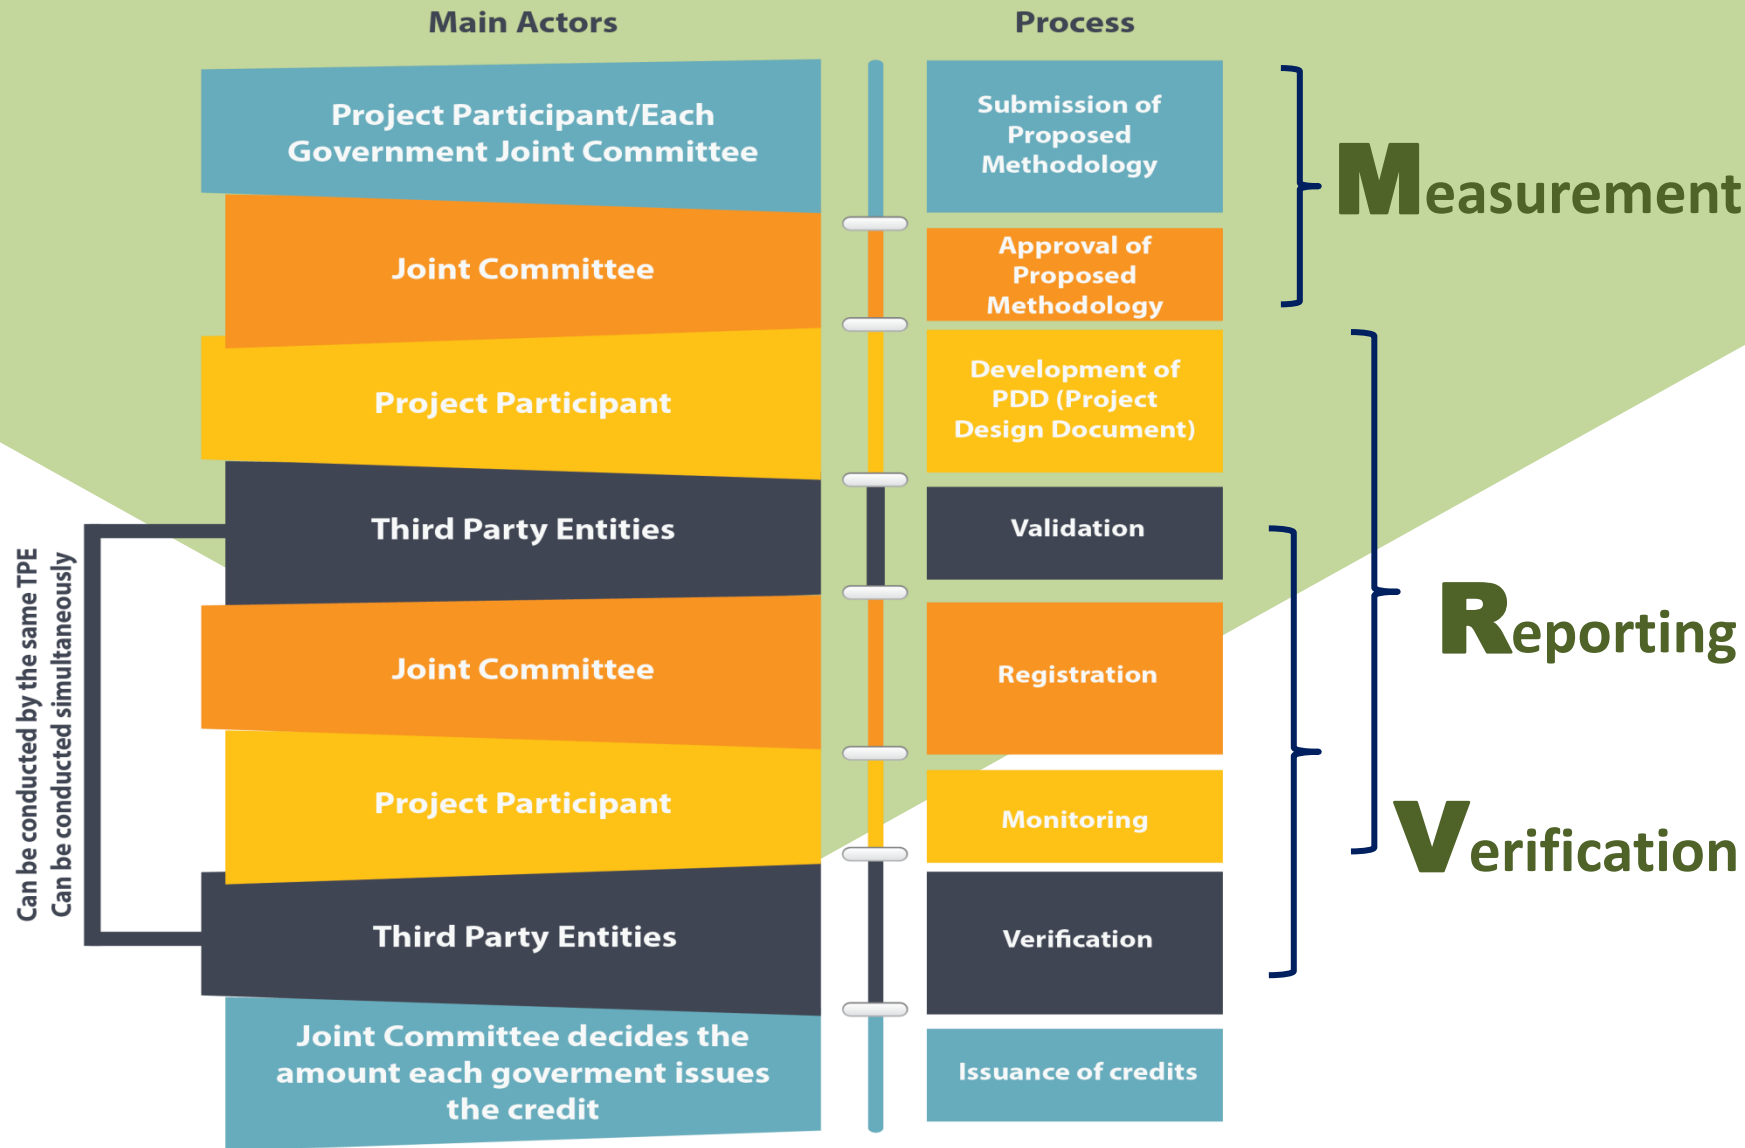 Main Actors
Process
Project Participant/Each
Government Joint Committee
Submission of
Proposed
Methodology
Measurement
Joint Committee
Approval of
Proposed
Methodology
Project Participant
Development of
PDD (Project
Design Document)
Third Party Entities
Validation
Can be conducted by the same TPE
Can be conducted simultaneously
Reporting
Joint Committee
Registration
Project Participant
Monitoring
Verification
Third Party Entities
Verification
Joint Committee decides the
amount each goverment issues
the credit
Issuance of credits